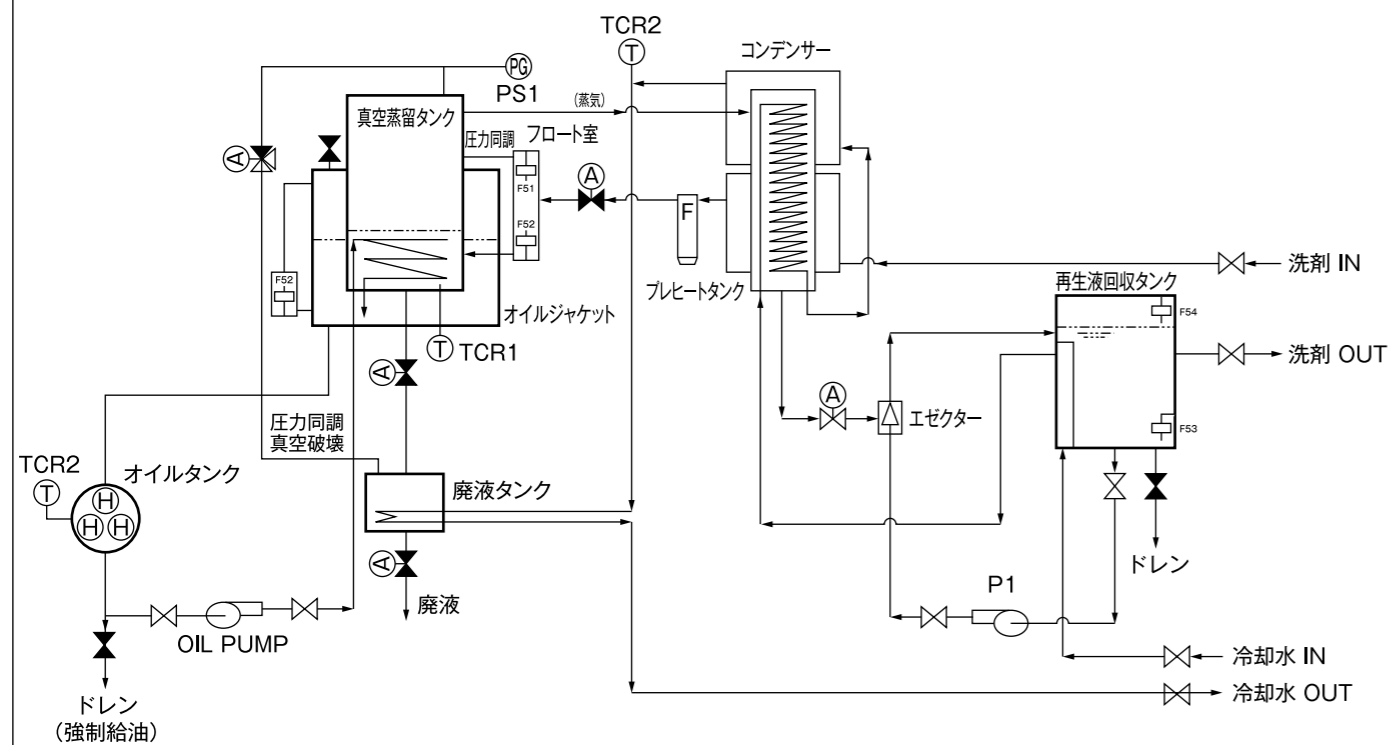 TCR2
T
コンデンサー
PG
PS1
(蒸気)
真空蒸留タンク
圧力同調
フロート室
A
F51
A
F
F52
洗剤 IN
F52
プレヒートタンク
再生液回収タンク
オイルジャケット
F54
T
TCR1
洗剤 OUT
A
A
エゼクター
圧力同調
真空破壊
F53
TCR2
オイルタンク
T
H
H
H
廃液タンク
ドレン
A
P1
廃液
OIL PUMP
冷却水 IN
冷却水 OUT
ドレン
(強制給油)